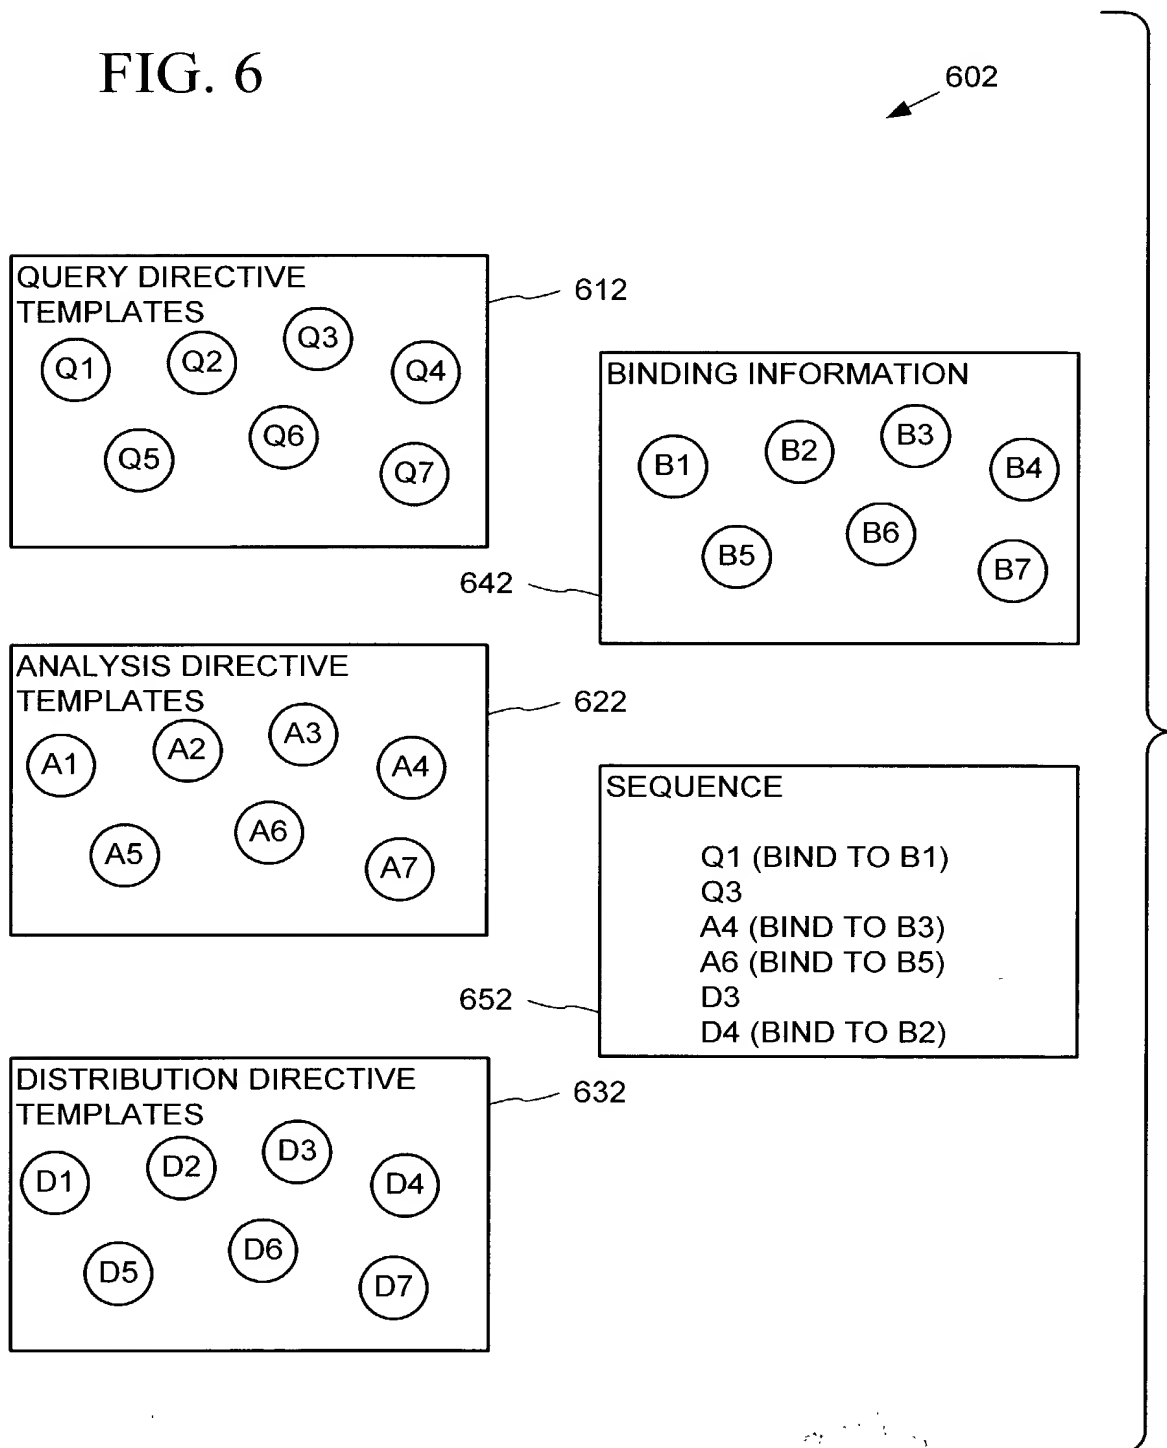 FIG. 6
602
QUERY DIRECTIVE
TEMPLATES
Q1
Q2
Q3
Q4
Q5
Q6
Q7
612
BINDING INFORMATION
B1
B2
B3
B4
B5
B6
B7
642
ANALYSIS DIRECTIVE
TEMPLATES
A1
A2
A3
A4
A5
A6
A7
622
SEQUENCE
Q1 (BIND TO B1)
Q3
A4 (BIND TO B3)
A6 (BIND TO B5)
D3
D4 (BIND TO B2)
652
DISTRIBUTION DIRECTIVE
TEMPLATES
D1
D2
D3
D4
D5
D6
D7
632